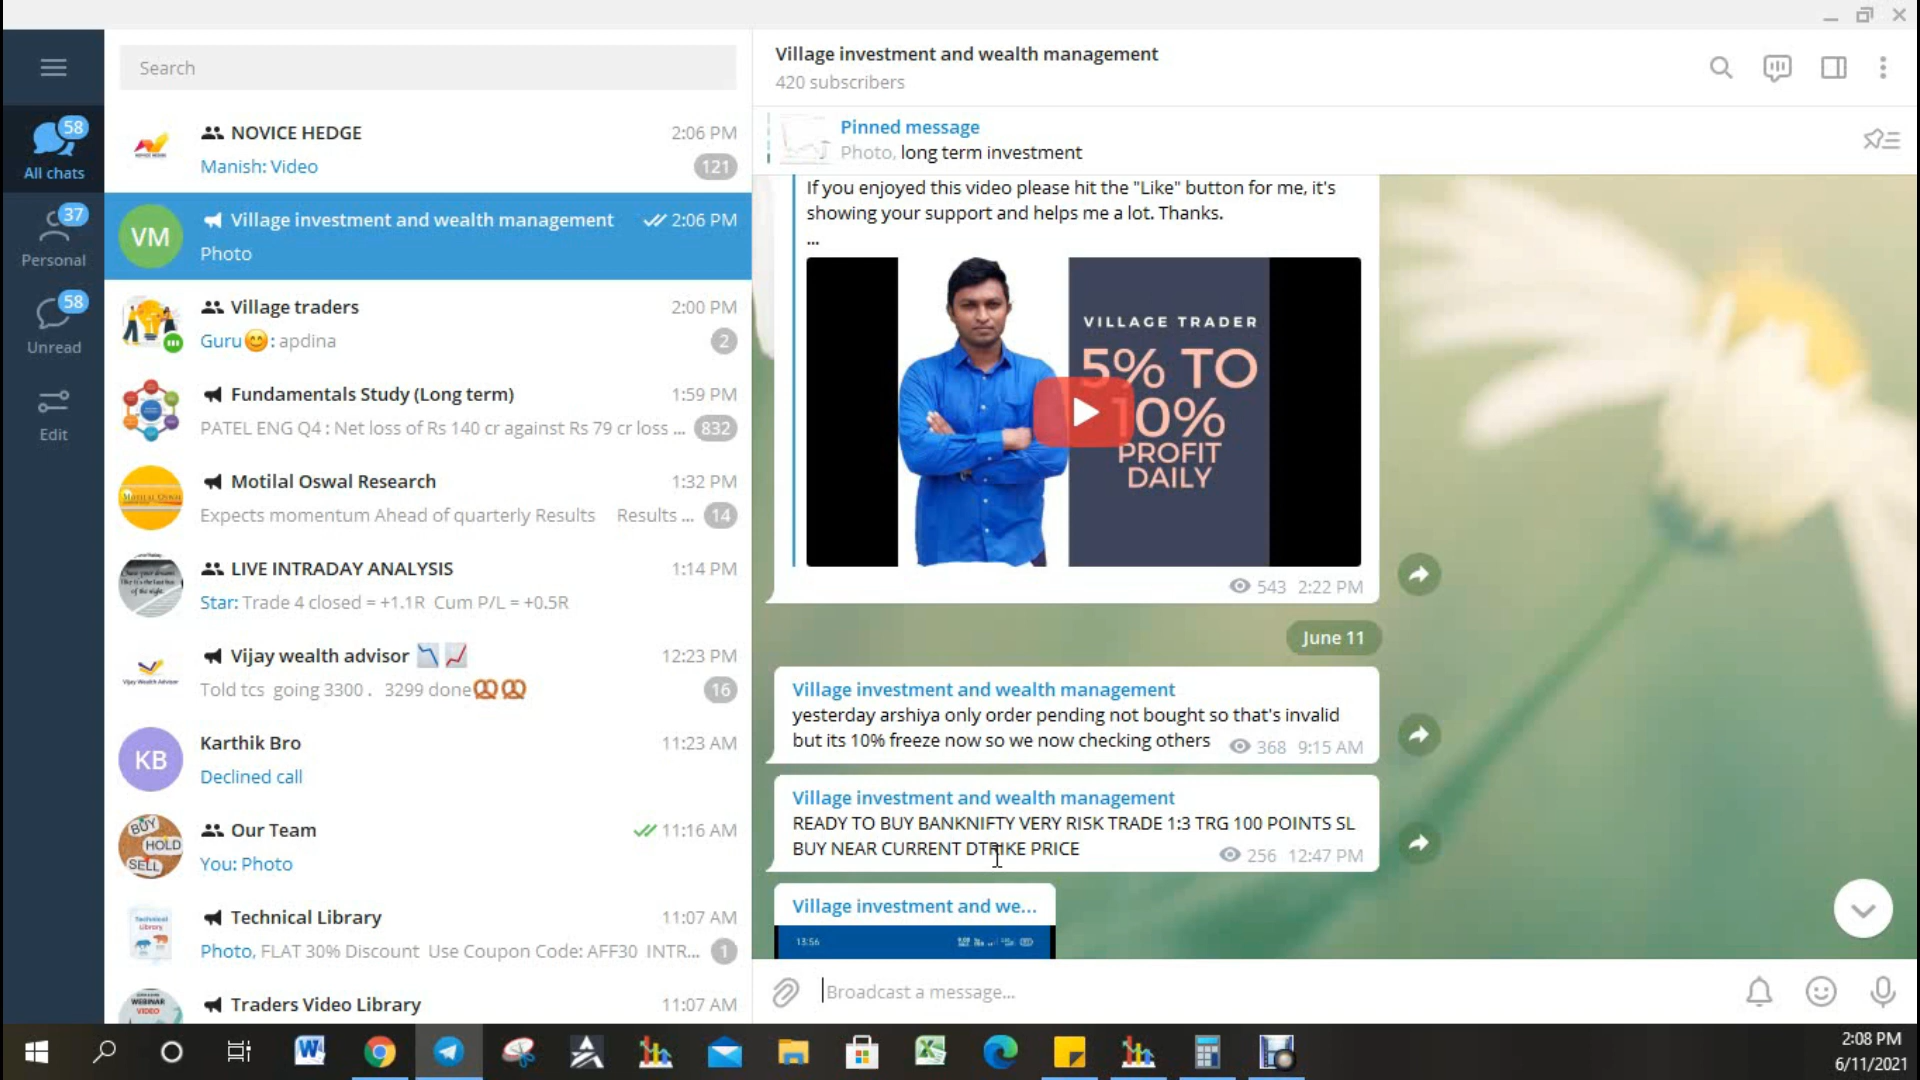 Search
Village investment and wealth management
420 subscribers
58
All chats
37
Personal
58
Unread
Edit
NOVICE HEDGE 2:06 PM
Manish: Video 121
VM
Village investment and wealth management 2:06 PM
Photo
Village traders 2:00 PM
Guru😊: apdina 2
Fundamentals Study (Long term) 1:59 PM
PATEL ENG Q4 : Net loss of Rs 140 cr against Rs 79 cr loss ... 832
Motilal Oswal Research 1:32 PM
Expects momentum Ahead of quarterly Results Results ... 14
LIVE INTRADAY ANALYSIS 1:14 PM
Star: Trade 4 closed = +1.1R Cum P/L = +0.5R
Vijay wealth advisor 📉 📈 12:23 PM
Told tcs going 3300 . 3299 done🥨🥨 16
KB
Karthik Bro 11:23 AM
Declined call
BUY
HOLD
SELL
Our Team 11:16 AM
You: Photo
Technical
Library
Technical Library 11:07 AM
Photo, FLAT 30% Discount Use Coupon Code: AFF30 INTR... 1
WEBINAR
VIDEO
Traders Video Library 11:07 AM
Pinned message
Photo, long term investment
If you enjoyed this video please hit the "Like" button for me, it's
showing your support and helps me a lot. Thanks.
...
VILLAGE TRADER
5% TO
10%
PROFIT
DAILY
543 2:22 PM
June 11
Village investment and wealth management
yesterday arshiya only order pending not bought so that's invalid
but its 10% freeze now so we now checking others 368 9:15 AM
Village investment and wealth management
READY TO BUY BANKNIFTY VERY RISK TRADE 1:3 TRG 100 POINTS SL
BUY NEAR CURRENT DTRIKE PRICE 256 12:47 PM
Village investment and we...
13:56
Broadcast a message...
2:08 PM
6/11/2021